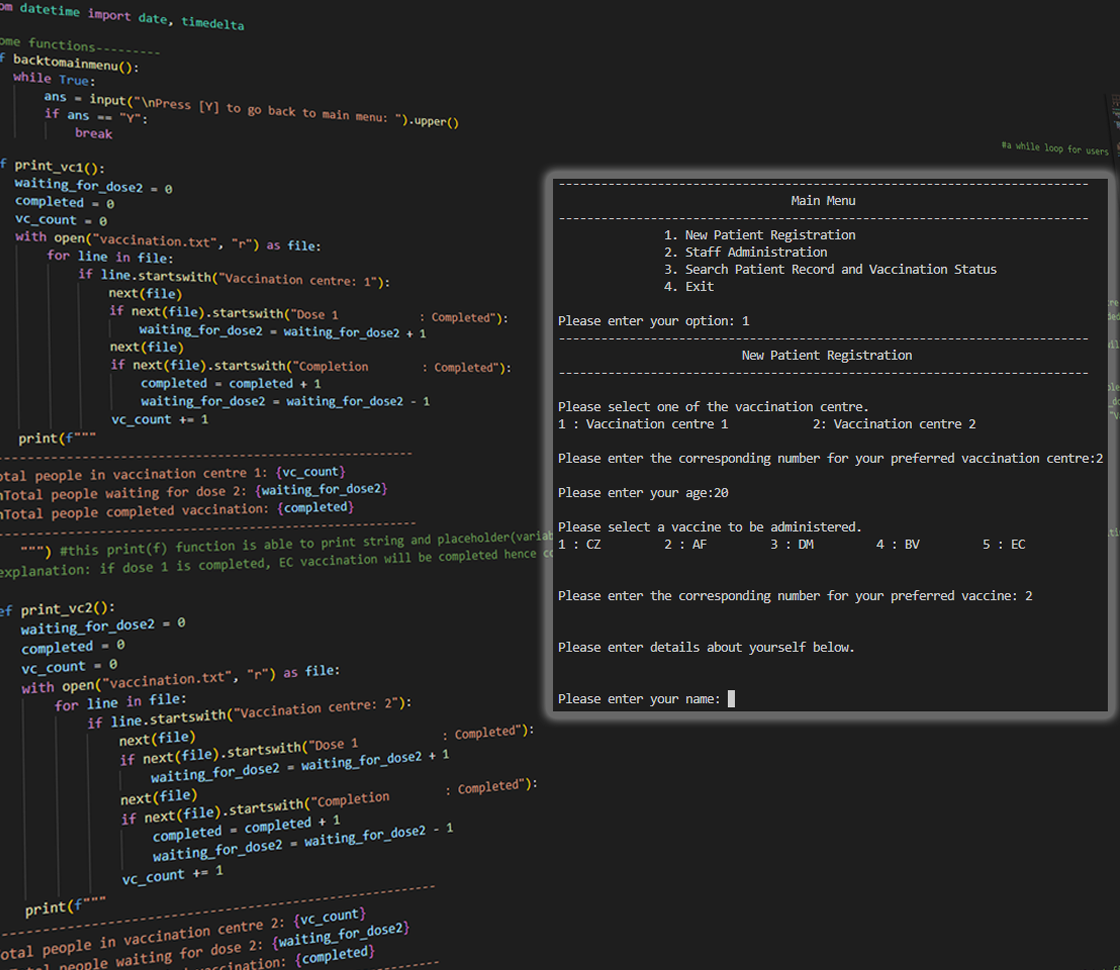 datetime import date, timedelta
functions---------
backtomainmenu():
while True:
ans = input("\nPress [Y] to go back to main menu: ").upper()
if ans == "Y":
break
print_vc1():
waiting_for_dose2 = 0
completed = 0
vc_count = 0
with open("vaccination.txt", "r") as file:
for line in file:
if line.startswith("Vaccination centre: 1"):
next(file)
if next(file).startswith("Dose 1 : Completed"):
waiting_for_dose2 = waiting_for_dose2 + 1
next(file)
if next(file).startswith("Completion : Completed"):
completed = completed + 1
waiting_for_dose2 = waiting_for_dose2 - 1
vc_count += 1
print(f"""
people in vaccination centre 1: {vc_count}
nTotal people waiting for dose 2: {waiting_for_dose2}
nTotal people completed vaccination: {completed}
""") #this print(f) function is able to print string and
explanation: if dose 1 is completed, EC vaccination will be completed hence
print_vc2():
waiting_for_dose2 = 0
completed = 0
vc_count = 0
with open("vaccination.txt", "r") as file:
for line in file:
if line.startswith("Vaccination centre: 2"):
next(file)
if next(file).startswith("Dose 1 : Completed"):
waiting_for_dose2 = waiting_for_dose2 + 1
next(file)
if next(file).startswith("Completion : Completed"):
completed = completed + 1
waiting_for_dose2 = waiting_for_dose2 - 1
vc_count += 1
print(f"""
people in vaccination centre 2: {vc_count}
people waiting for dose 2: {waiting_for_dose2}
vaccination: {completed}
#a while loop for users
Main Menu
1. New Patient Registration
2. Staff Administration
3. Search Patient Record and Vaccination Status
4. Exit
Please enter your option: 1
New Patient Registration
Please select one of the vaccination centre.
1 : Vaccination centre 1 2: Vaccination centre 2
Please enter the corresponding number for your preferred vaccination centre:2
Please enter your age:20
Please select a vaccine to be administered.
1 : CZ 2 : AF 3 : DM 4 : BV 5 : EC
Please enter the corresponding number for your preferred vaccine: 2
Please enter details about yourself below.
Please enter your name: